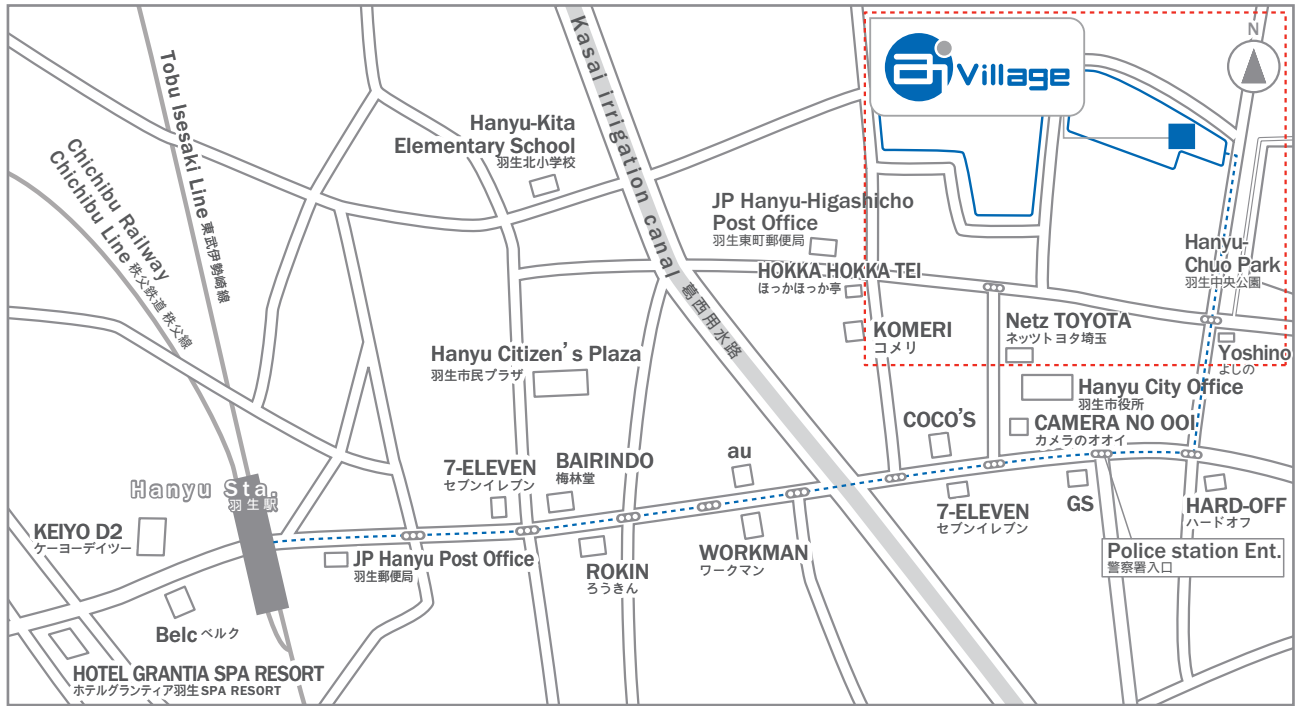 Village
N
Tobu Isesaki Line 東武伊勢崎線
Kasai irrigation canal 葛西用水路
Chichibu Railway
Chichibu Line 秩父鉄道 秩父線
Hanyu-Kita
Elementary School
羽生北小学校
JP Hanyu-Higashicho
Post Office
羽生東町郵便局
HOKKA HOKKA TEI
ほっかほっか亭
Hanyu-
Chuo Park
羽生中央公園
KOMERI
コメリ
Netz TOYOTA
ネッツトヨタ埼玉
Yoshino
よしの
Hanyu Citizen's Plaza
羽生市民プラザ
Hanyu City Office
羽生市役所
COCO'S
CAMERA NO OOI
カメラのオオイ
7-ELEVEN
セブンイレブン
BAIRINDO
梅林堂
au
Hanyu Sta.
羽生駅
KEIYO D2
ケーヨーデイツー
JP Hanyu Post Office
羽生郵便局
ROKIN
ろうきん
WORKMAN
ワークマン
7-ELEVEN
セブンイレブン
GS
HARD-OFF
ハードオフ
Police station Ent.
警察署入口
Belc ベルク
HOTEL GRANTIA SPA RESORT
ホテルグランティア羽生 SPA RESORT